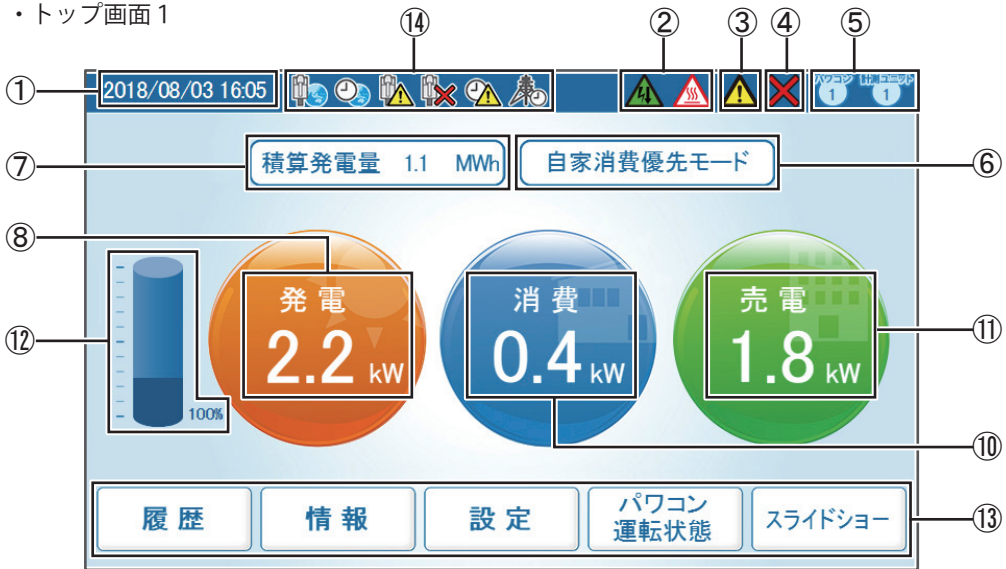 ・トップ画面1
⑭ ② ③ ④ ⑤
① 2018/08/03 16:05 パワコン 1 計測ユニット 1
⑦ 積算発電量 1.1 MWh 自家消費優先モード ⑥
⑧ 発電 消費 売電
⑫ 2.2 kW 0.4 kW 1.8 kW ⑪
100%
⑩
履歴 情報 設定 パワコン運転状態 スライドショー ⑬